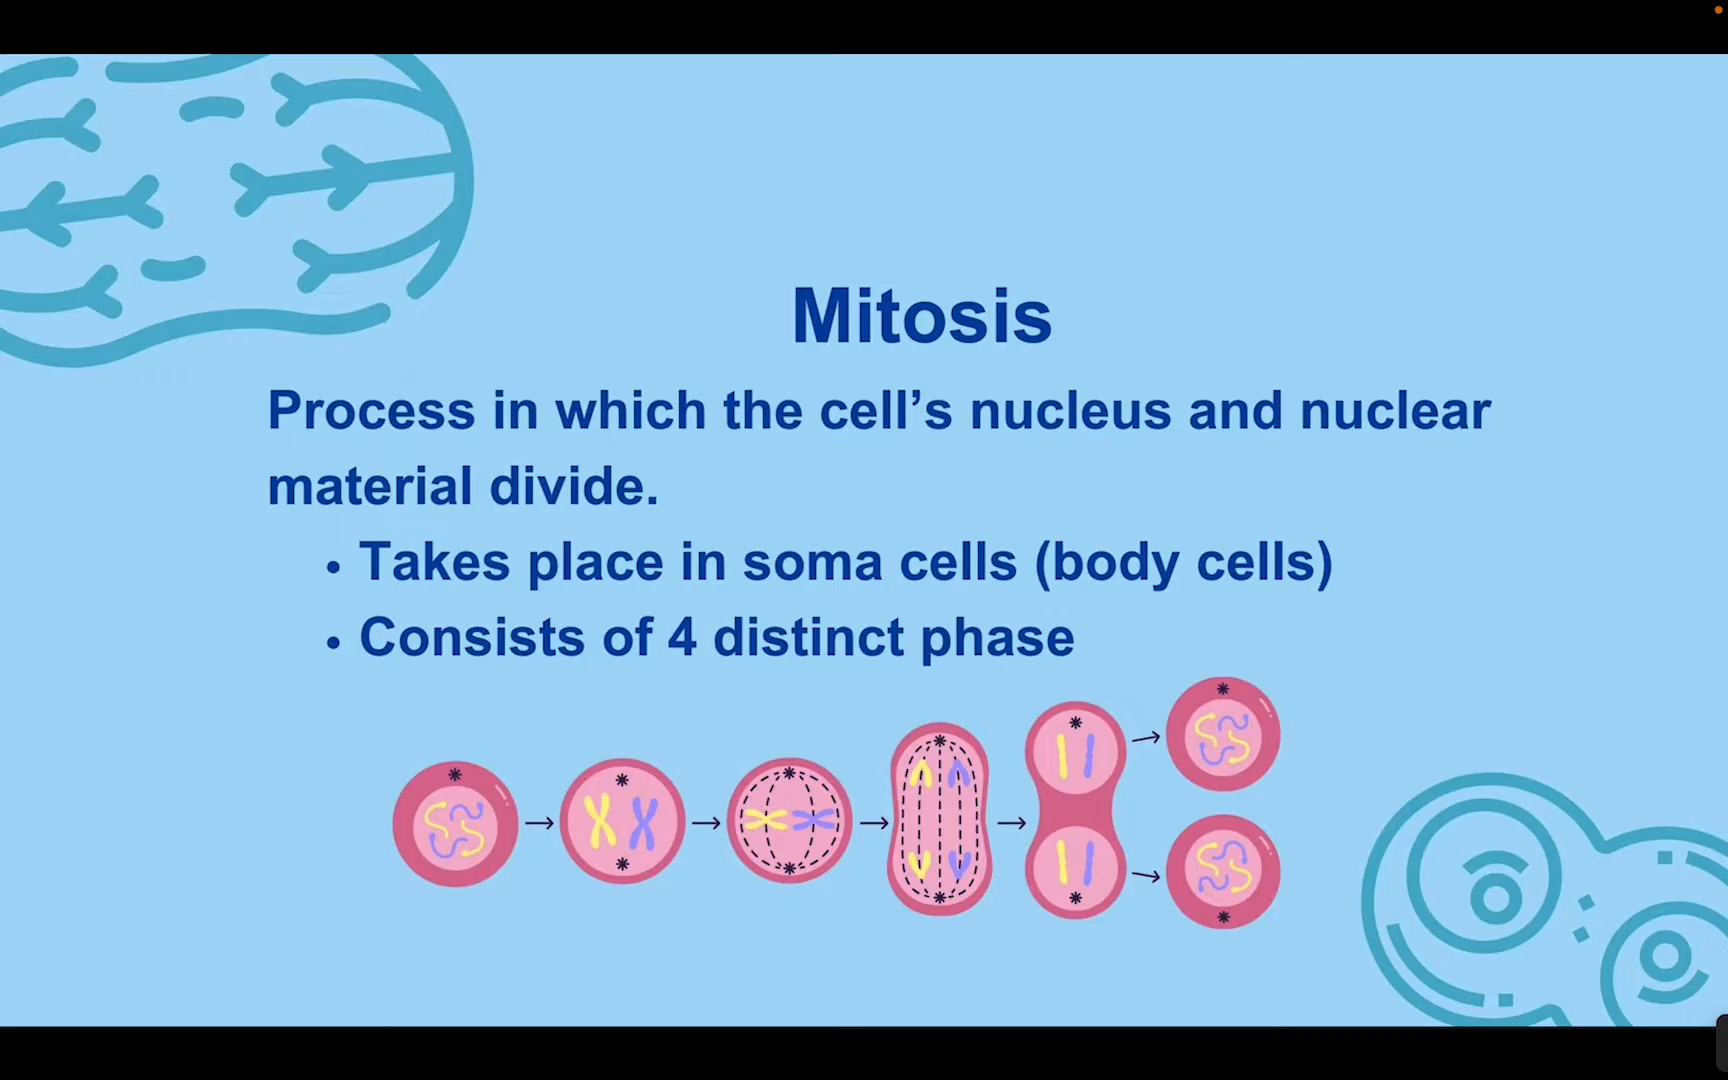 Mitosis
Process in which the cell’s nucleus and nuclear
material divide.
• Takes place in soma cells (body cells)
• Consists of 4 distinct phase